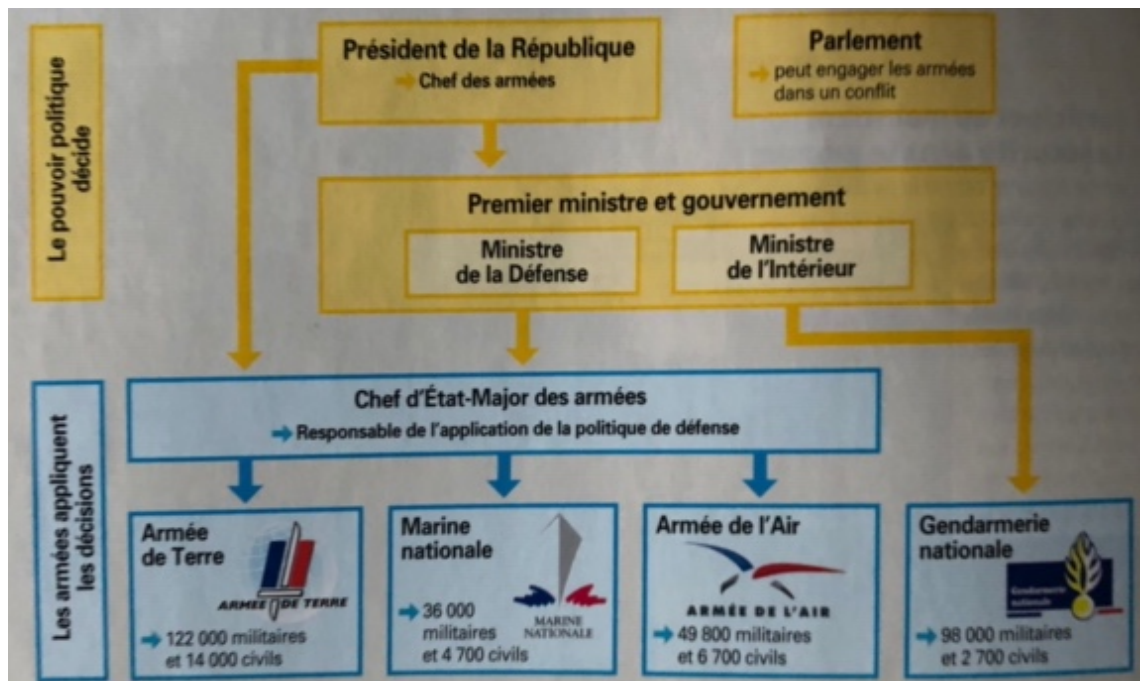 Le pouvoir politique
décide
Président de la République
Chef des armées
Parlement
peut engager les armées
dans un conflit
Premier ministre et gouvernement
Ministre
de la Défense
Ministre
de l'Intérieur
Les armées appliquent
les décisions
Chef d'État-Major des armées
Responsable de l'application de la politique de défense
Armée
de Terre
ARMEE DE TERRE
122 000 militaires
et 14 000 civils
Marine
nationale
MARINE
NATIONALE
36 000
militaires
et 4 700 civils
Armée de l'Air
ARMÉE DE L'AIR
49 800 militaires
et 6 700 civils
Gendarmerie
nationale
Gendarmerie
nationale
98 000 militaires
et 2 700 civils